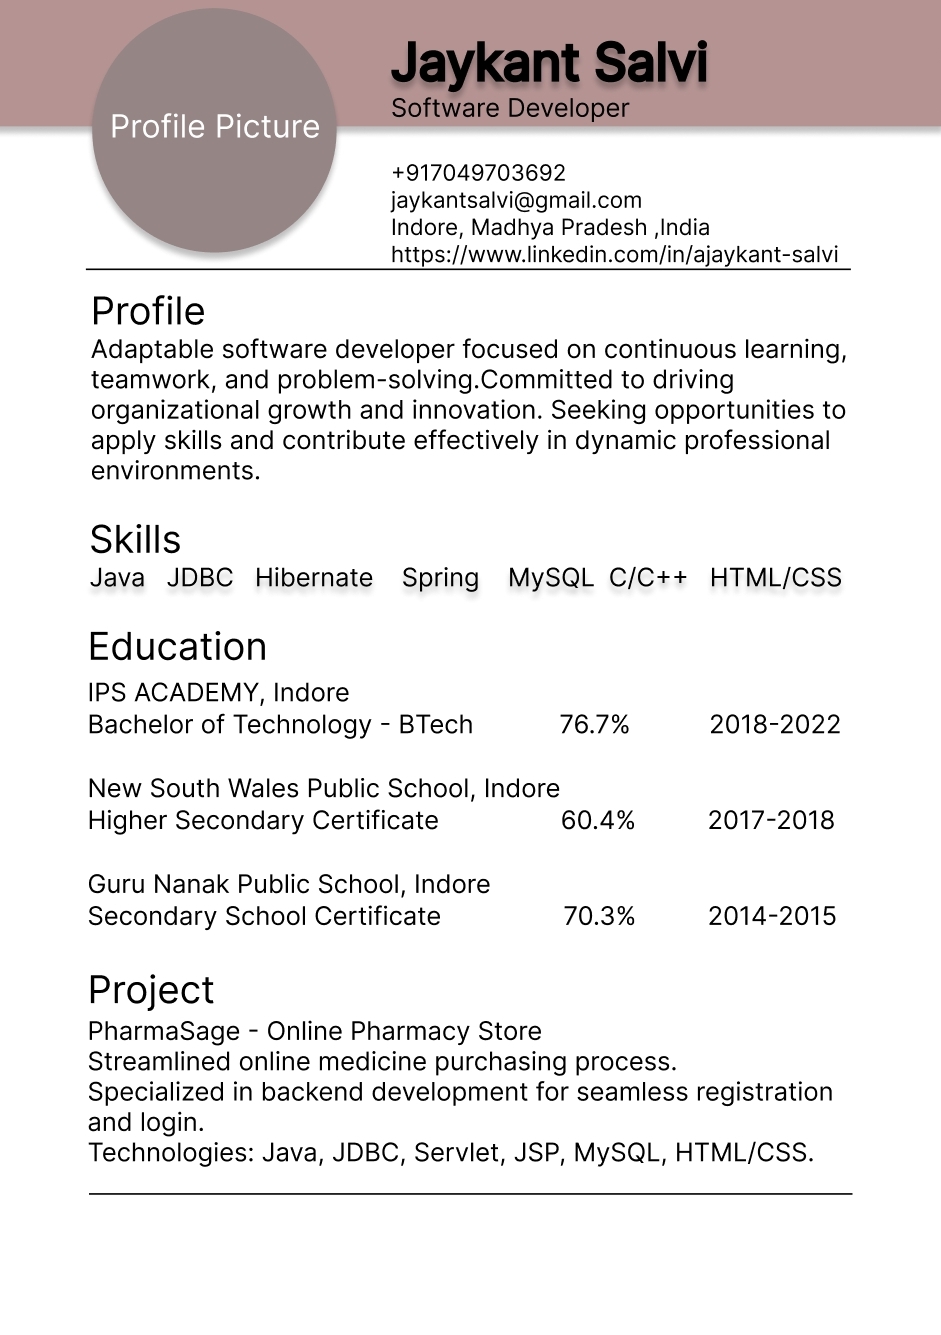 Jaykant Salvi
Software Developer
Profile Picture
+917049703692
jaykantsalvi@gmail.com
Indore, Madhya Pradesh ,India
https://www.linkedin.com/in/ajaykant-salvi
Profile
Adaptable software developer focused on continuous learning,
teamwork, and problem-solving.Committed to driving
organizational growth and innovation. Seeking opportunities to
apply skills and contribute effectively in dynamic professional
environments.
Skills
Java JDBC Hibernate Spring MySQL C/C++ HTML/CSS
Education
IPS ACADEMY, Indore
Bachelor of Technology - BTech 76.7% 2018-2022
New South Wales Public School, Indore
Higher Secondary Certificate 60.4% 2017-2018
Guru Nanak Public School, Indore
Secondary School Certificate 70.3% 2014-2015
Project
PharmaSage - Online Pharmacy Store
Streamlined online medicine purchasing process.
Specialized in backend development for seamless registration
and login.
Technologies: Java, JDBC, Servlet, JSP, MySQL, HTML/CSS.